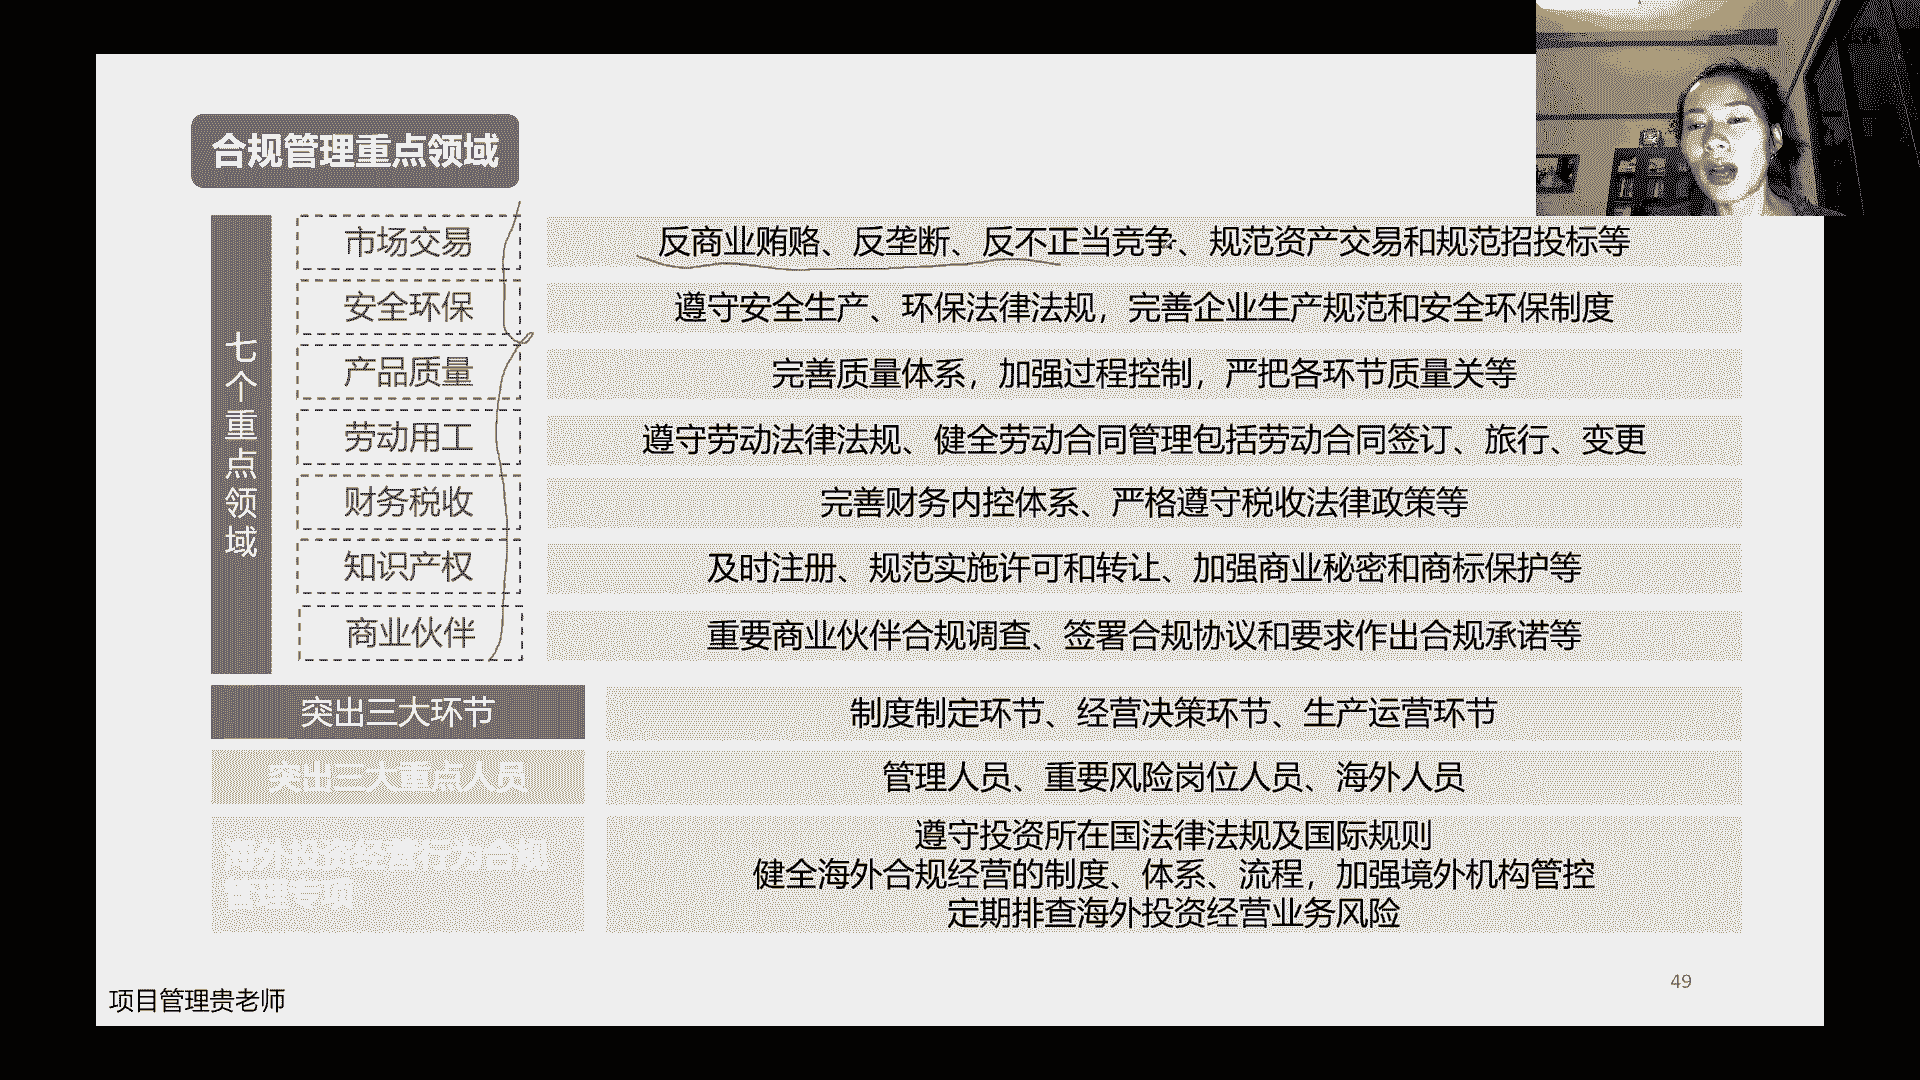 合规管理重点领域
七个重点领域
市场交易
反商业贿赂、反垄断、反不正当竞争、规范资产交易和规范招投标等
安全环保
遵守安全生产、环保法律法规，完善企业生产规范和安全环保制度
产品质量
完善质量体系，加强过程控制，严把各环节质量关等
劳动用工
遵守劳动法律法规、健全劳动合同管理包括劳动合同签订、旅行、变更
财务税收
完善财务内控体系、严格遵守税收法律政策等
知识产权
及时注册、规范实施许可和转让、加强商业秘密和商标保护等
商业伙伴
重要商业伙伴合规调查、签署合规协议和要求作出合规承诺等
突出三大环节
制度制定环节、经营决策环节、生产运营环节
突出三大重点人员
管理人员、重要风险岗位人员、海外人员
海外投资经营行为合规
管理专项
遵守投资所在国法律法规及国际规则
健全海外合规经营的制度、体系、流程，加强境外机构管控
定期排查海外投资经营业务风险
49
项目管理贵老师